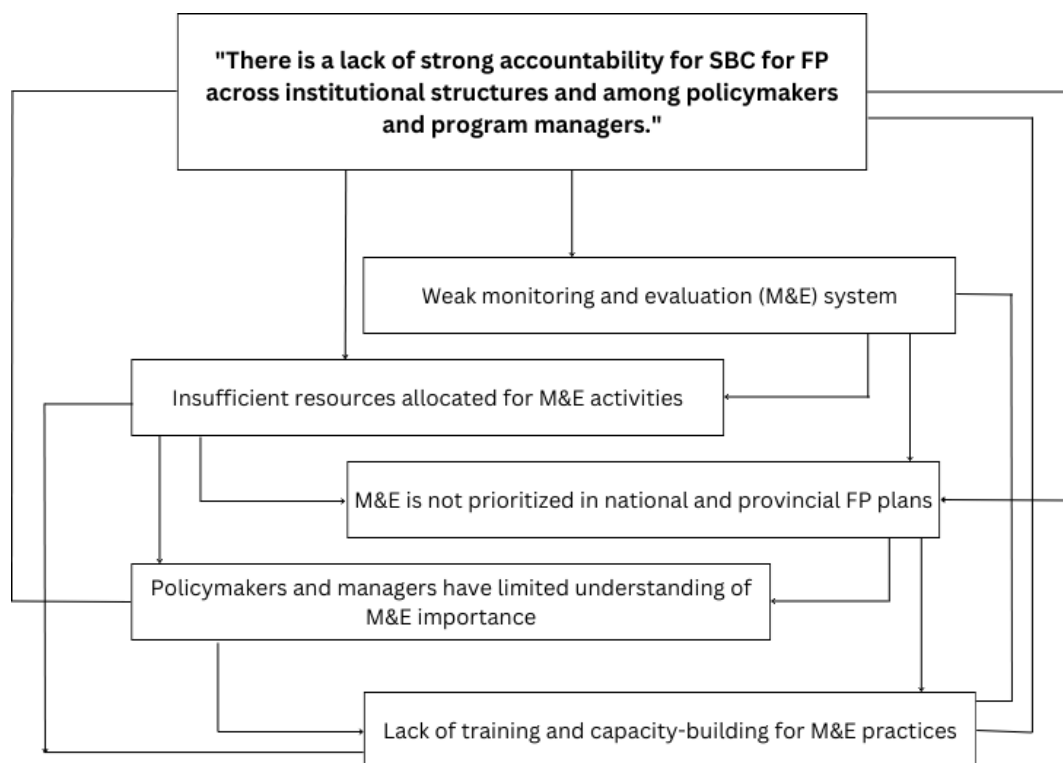 "There is a lack of strong accountability for SBC for FP
across institutional structures and among policymakers
and program managers."
Weak monitoring and evaluation (M&E) system
Insufficient resources allocated for M&E activities
M&E is not prioritized in national and provincial FP plans
Policymakers and managers have limited understanding of
M&E importance
Lack of training and capacity-building for M&E practices